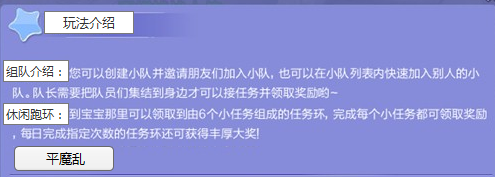 玩法介绍
组队介绍：您可以创建小队并邀请朋友们加入小队，也可以在小队列表内快速加入别人的小
队。队长需要把队员们集结到身边才可以接任务并领取奖励哟~
休闲跑环：到宝宝那里可以领取到由6个小任务组成的任务环，完成每个小任务都可领取奖励
，每日完成指定次数的任务环还可获得丰厚大奖！
平魔乱